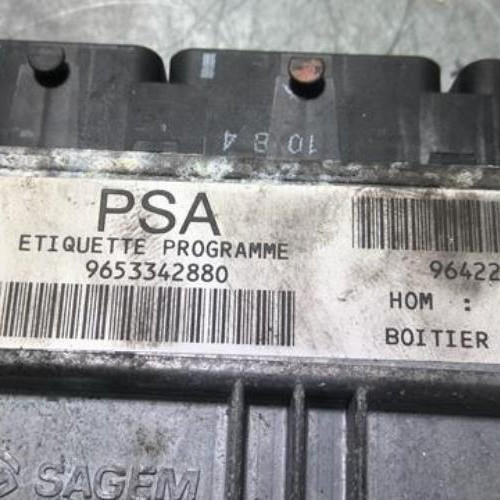 10 B 4
PSA
ETIQUETTE PROGRAMME
9653342880
96422
HOM :
BOITIER
SAGEM